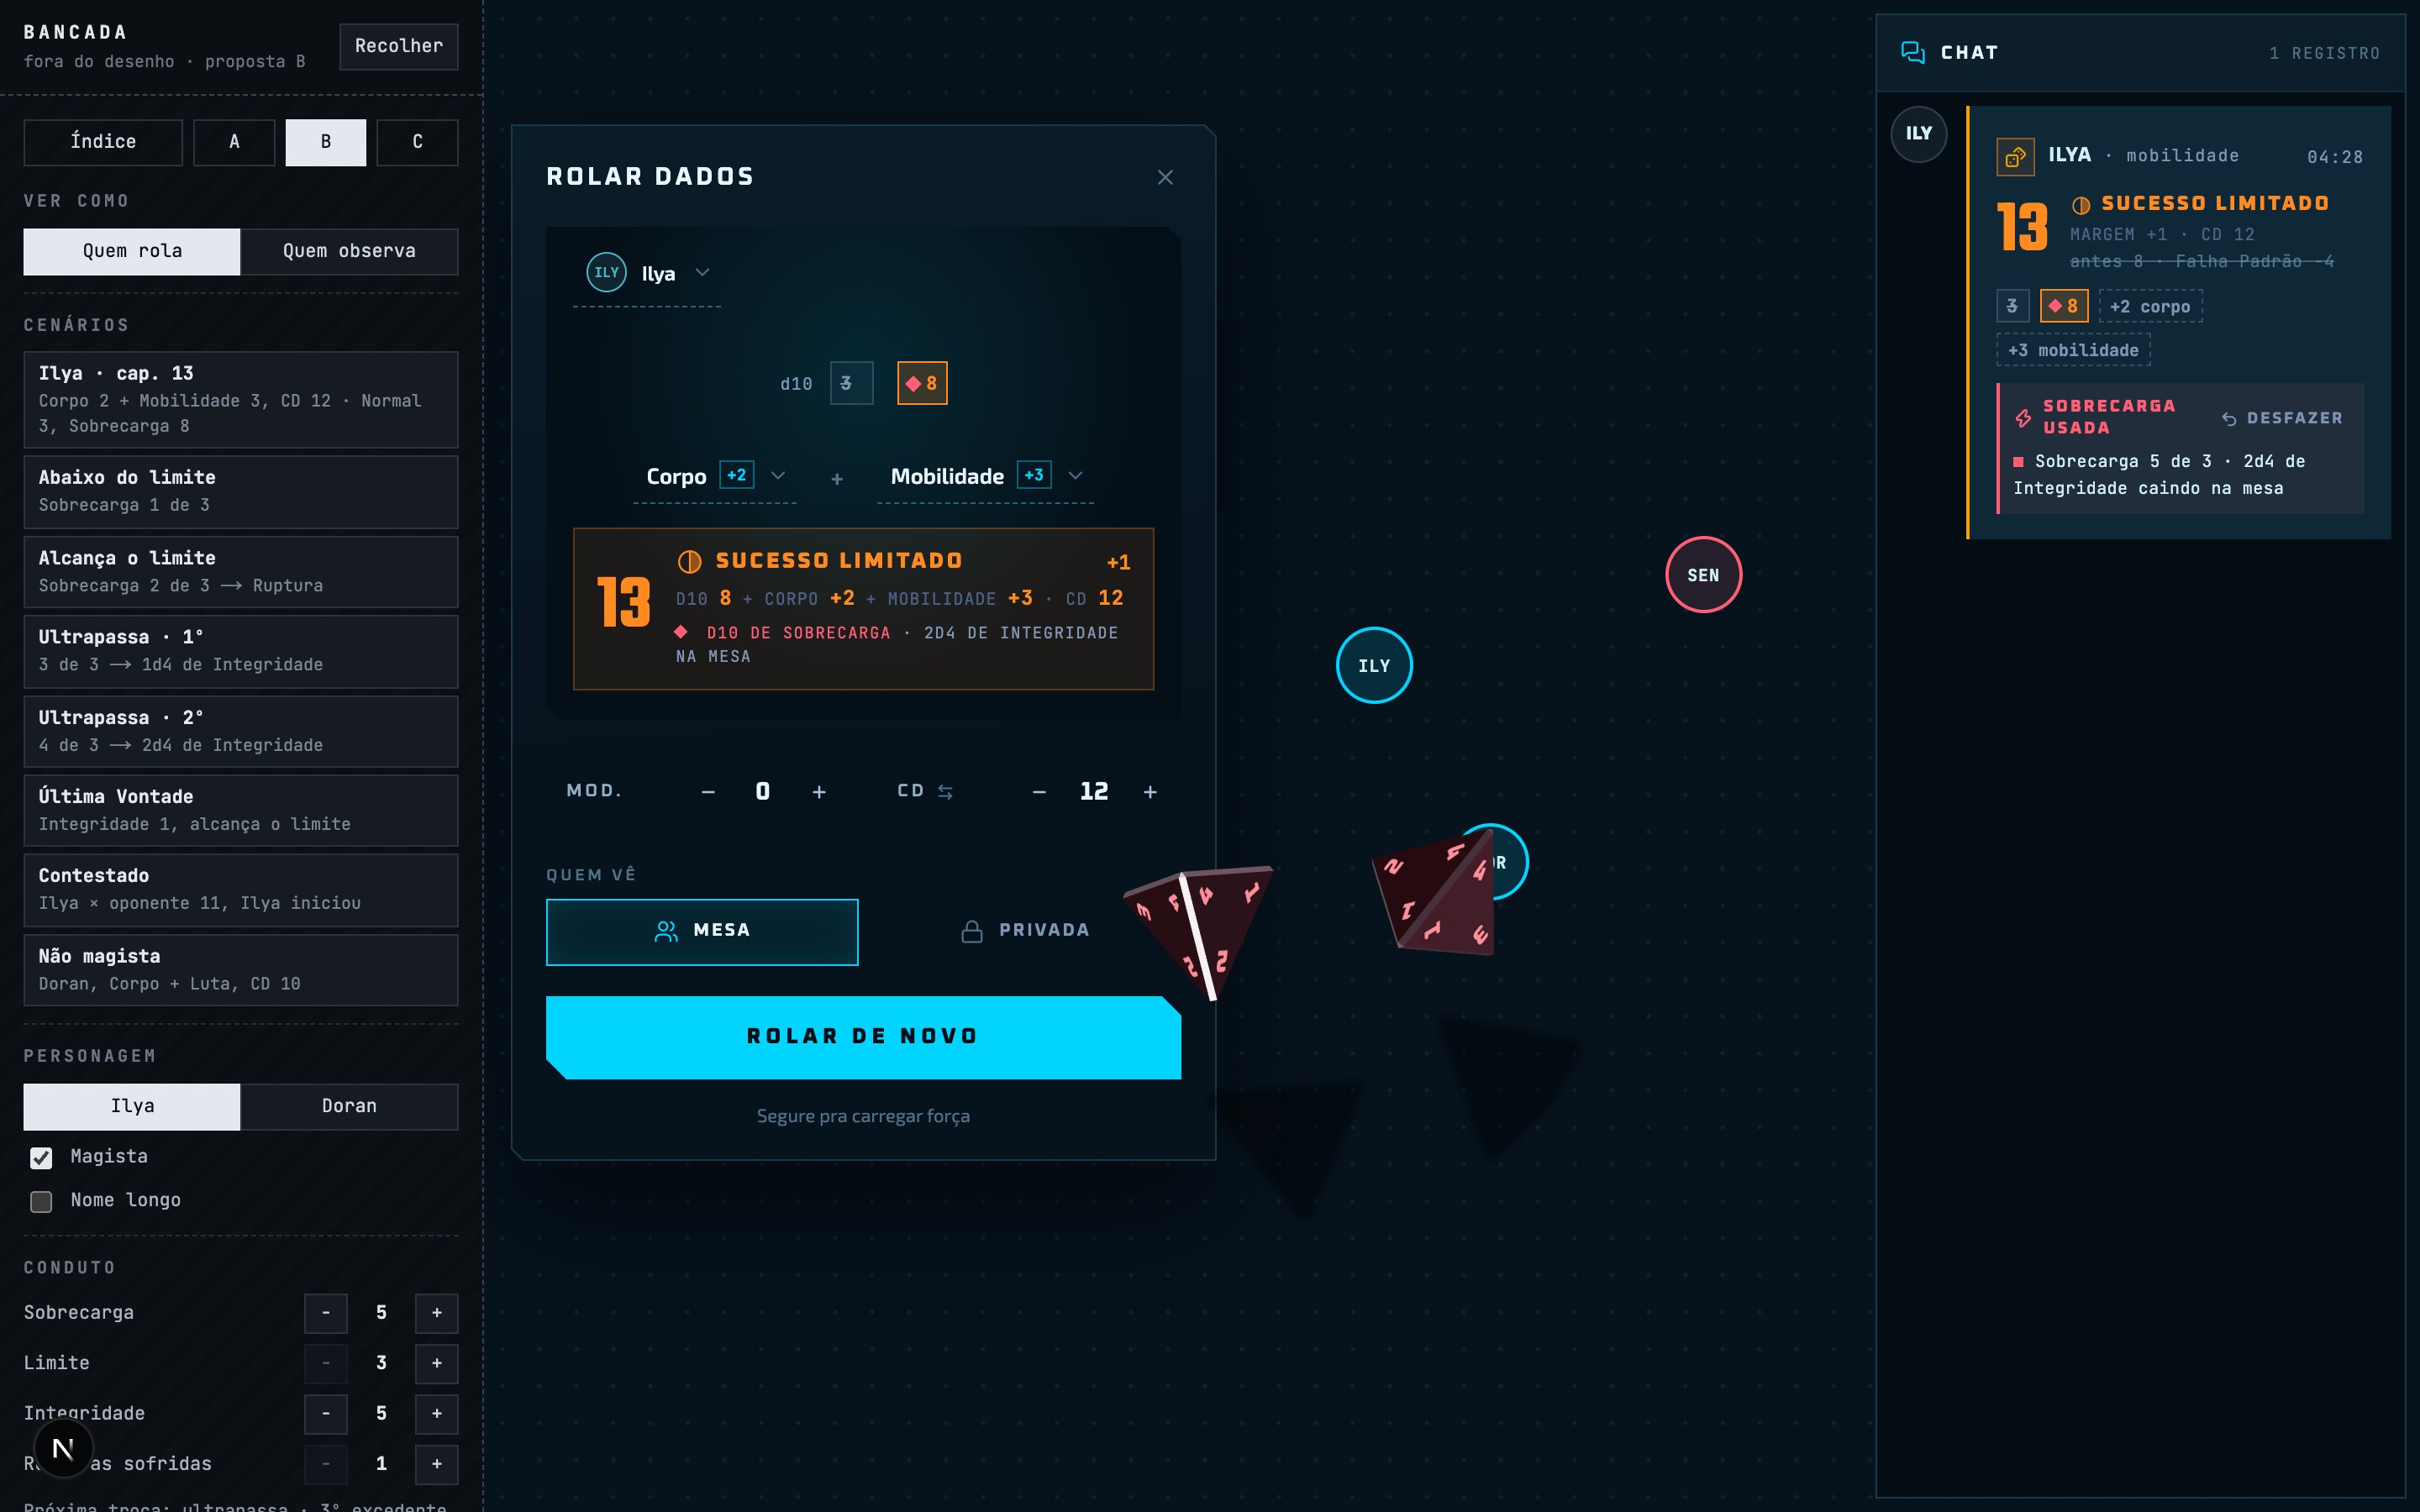 BANCADA
fora do desenho · proposta B
Recolher
Índice
A
B
C
VER COMO
Quem rola
Quem observa
CENÁRIOS
Ilya · cap. 13
Corpo 2 + Mobilidade 3, CD 12 · Normal
3, Sobrecarga 8
Abaixo do limite
Sobrecarga 1 de 3
Alcança o limite
Sobrecarga 2 de 3 → Ruptura
Ultrapassa · 1°
3 de 3 → 1d4 de Integridade
Ultrapassa · 2°
4 de 3 → 2d4 de Integridade
Última Vontade
Integridade 1, alcança o limite
Contestado
Ilya × oponente 11, Ilya iniciou
Não magista
Doran, Corpo + Luta, CD 10
PERSONAGEM
Ilya
Doran
Magista
Nome longo
CONDUTO
Sobrecarga
- 5 +
Limite
- 3 +
Integridade
- 5 +
as sofridas
- 1 +
Próxima troca: ultrapassa · 3° excedente
ROLAR DADOS
ILY
Ilya
d10
3
8
Corpo +2
+
Mobilidade +3
13
SUCESSO LIMITADO
+1
D10 8 + CORPO +2 + MOBILIDADE +3 · CD 12
D10 DE SOBRECARGA · 2D4 DE INTEGRIDADE
NA MESA
MOD.
− 0 +
CD
− 12 +
QUEM VÊ
MESA
PRIVADA
ROLAR DE NOVO
Segure pra carregar força
SEN
ILY
CHAT
1 REGISTRO
ILY
ILYA · mobilidade
04:28
13
SUCESSO LIMITADO
MARGEM +1 · CD 12
antes 8 · Falha Padrão -4
3
8
+2 corpo
+3 mobilidade
SOBRECARGA
USADA
DESFAZER
Sobrecarga 5 de 3 · 2d4 de
Integridade caindo na mesa